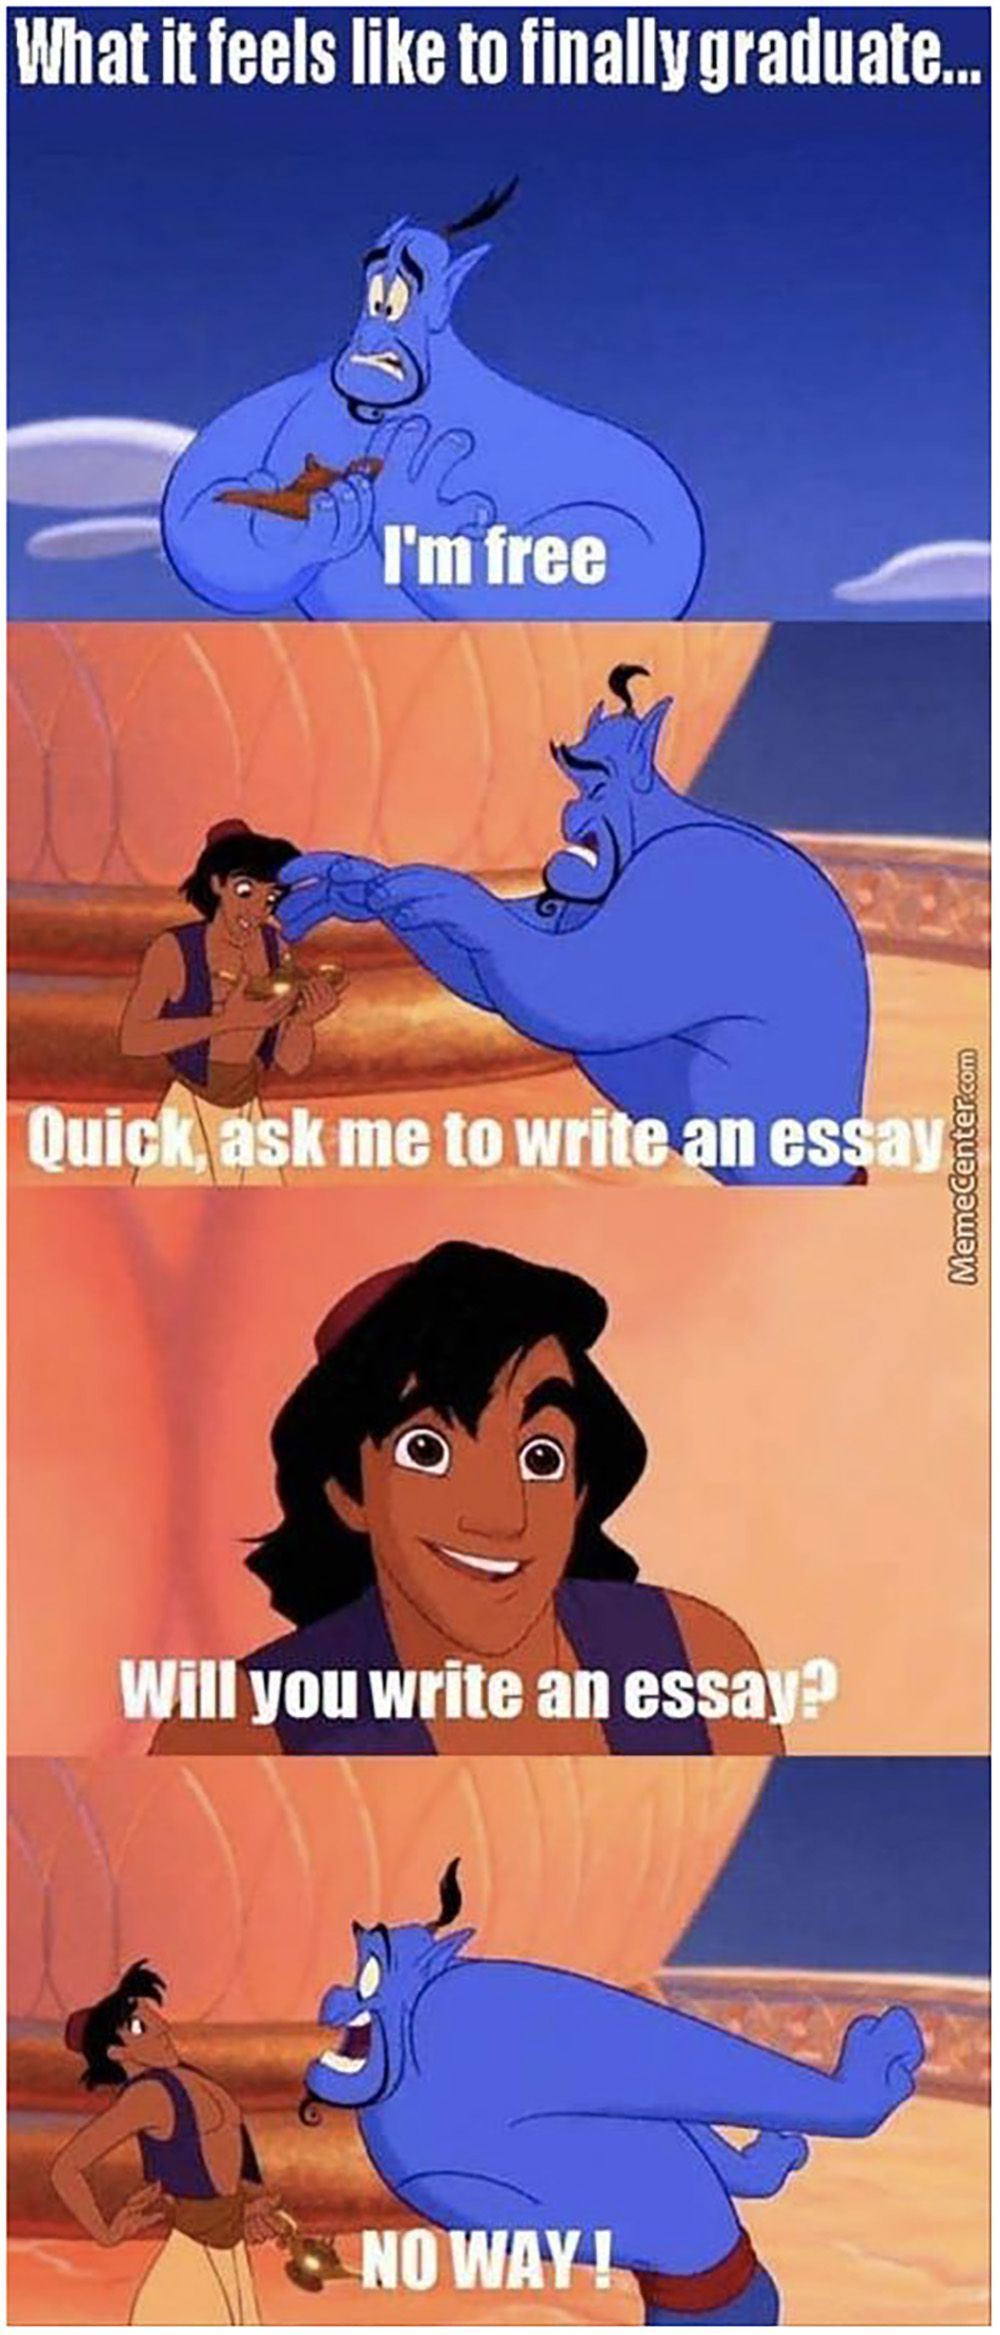 What it feels like to finally graduate...
I'm free
Quick, ask me to write an essay
MemeCenter.com
Will you write an essay?
NO WAY !